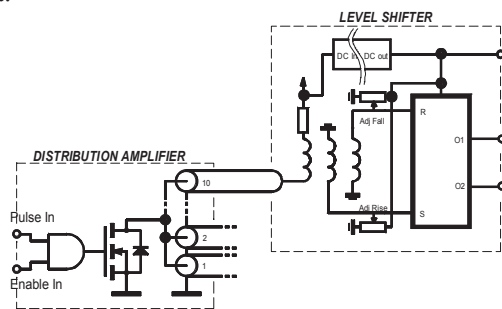 LEVEL SHIFTER
DC In
DC out
Adj Fall
R
O1
DISTRIBUTION AMPLIFIER
10
O2
Pulse In
Adj Rise
S
2
Enable In
1